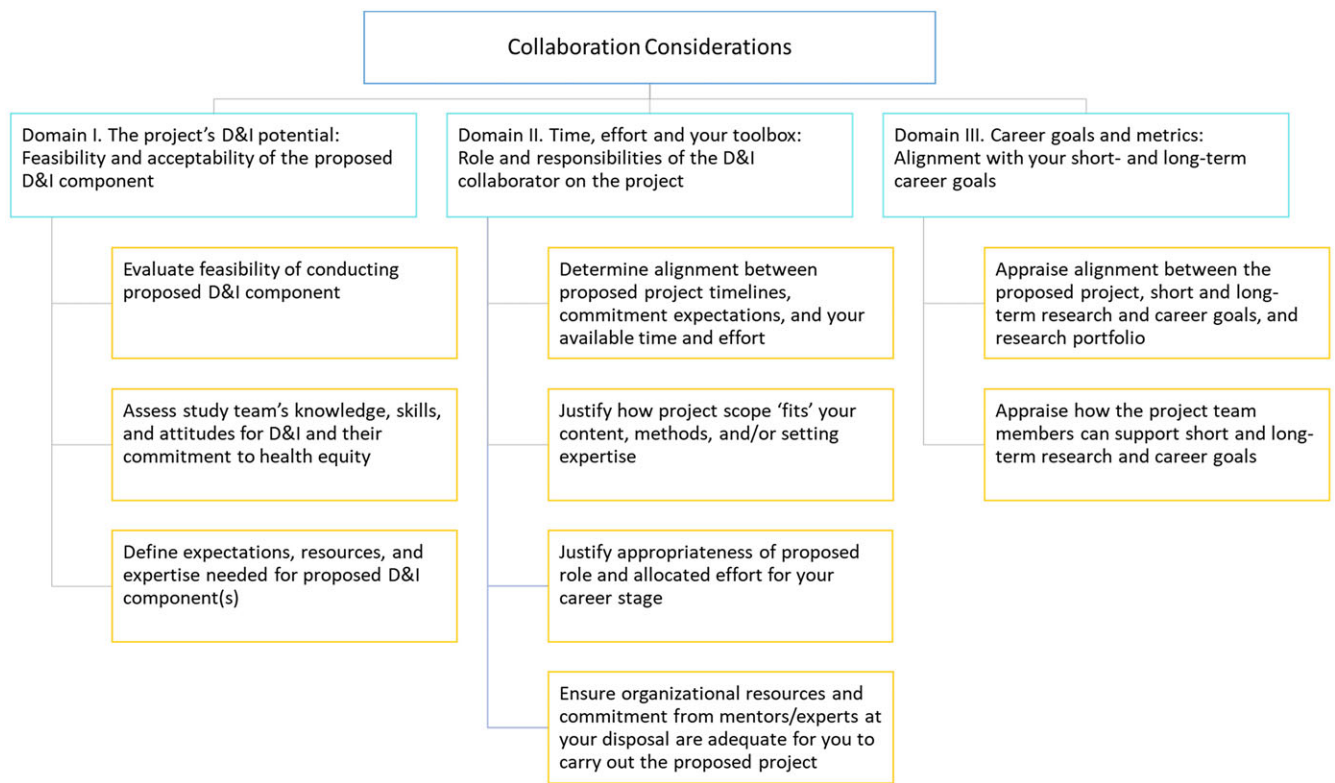 Collaboration Considerations
Domain I. The project's D&I potential:
Feasibility and acceptability of the proposed
D&I component
Evaluate feasibility of conducting
proposed D&I component
Assess study team's knowledge, skills,
and attitudes for D&I and their
commitment to health equity
Define expectations, resources, and
expertise needed for proposed D&I
component(s)
Domain II. Time, effort and your toolbox:
Role and responsibilities of the D&I
collaborator on the project
Determine alignment between
proposed project timelines,
commitment expectations, and your
available time and effort
Justify how project scope 'fits' your
content, methods, and/or setting
expertise
Justify appropriateness of proposed
role and allocated effort for your
career stage
Ensure organizational resources and
commitment from mentors/experts at
your disposal are adequate for you to
carry out the proposed project
Domain III. Career goals and metrics:
Alignment with your short- and long-term
career goals
Appraise alignment between the
proposed project, short and long-
term research and career goals, and
research portfolio
Appraise how the project team
members can support short and long-
term research and career goals